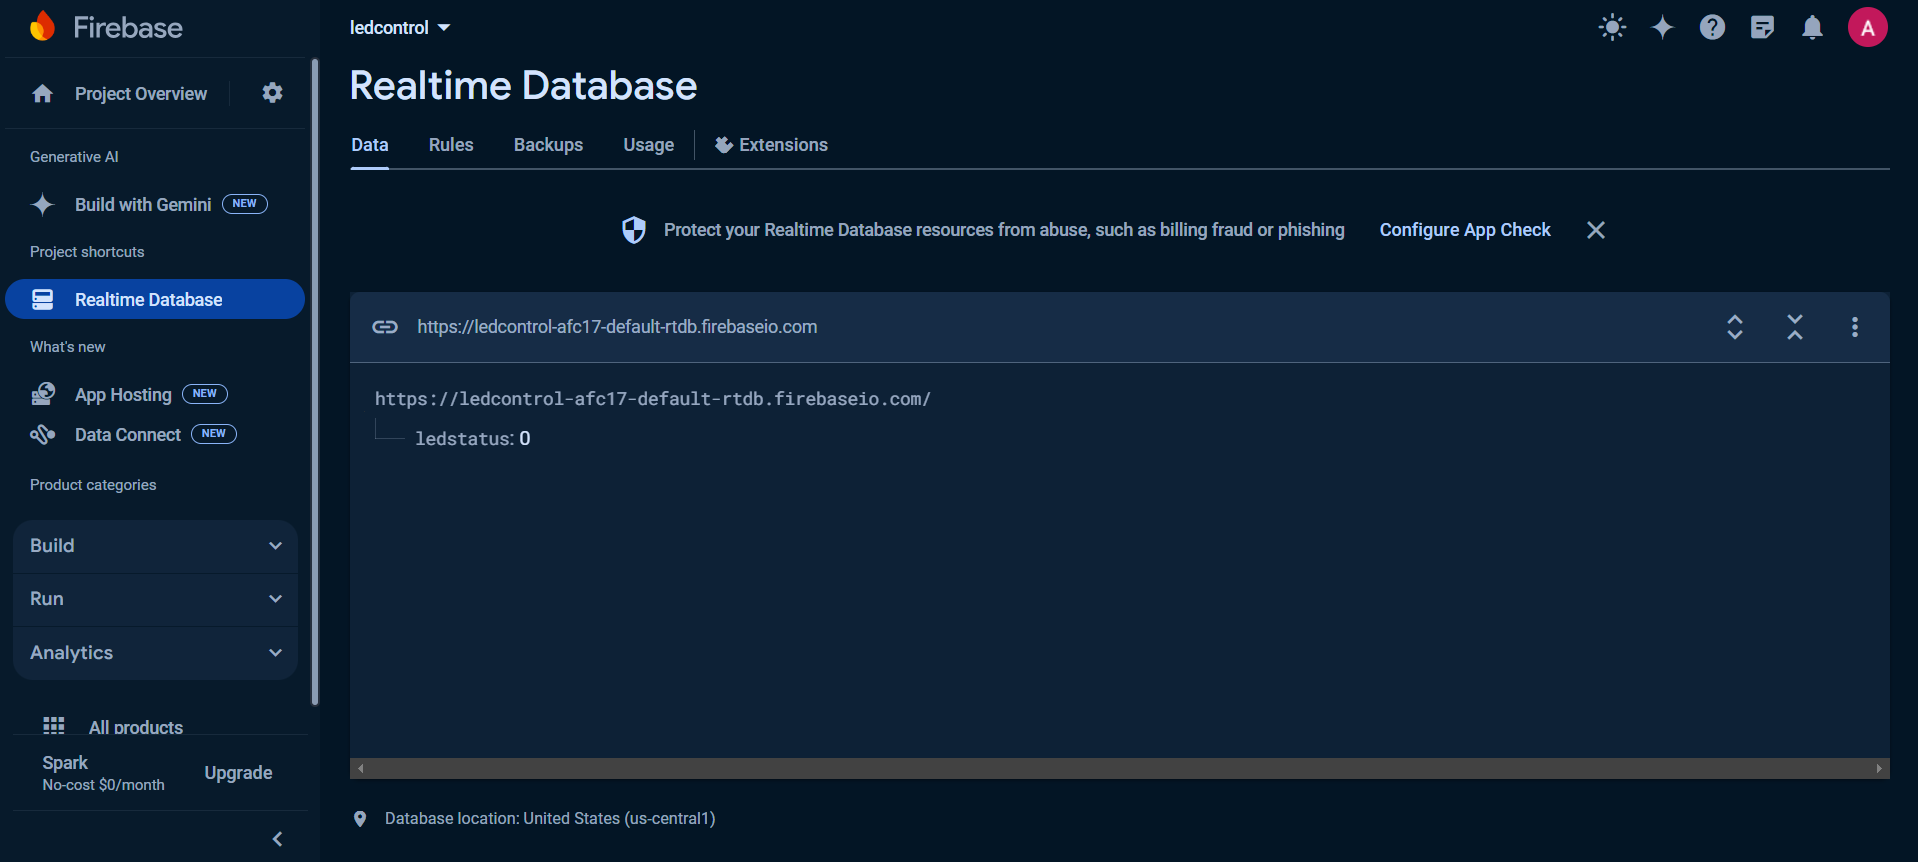 Firebase
Project Overview
Generative AI
Build with Gemini NEW
Project shortcuts
Realtime Database
What's new
App Hosting NEW
Data Connect NEW
Product categories
Build
Run
Analytics
All products
Spark
No-cost $0/month
Upgrade
ledcontrol
A
Realtime Database
Data Rules Backups Usage Extensions
Protect your Realtime Database resources from abuse, such as billing fraud or phishing Configure App Check
https://ledcontrol-afc17-default-rtdb.firebaseio.com
https://ledcontrol-afc17-default-rtdb.firebaseio.com/
ledstatus: 0
Database location: United States (us-central1)